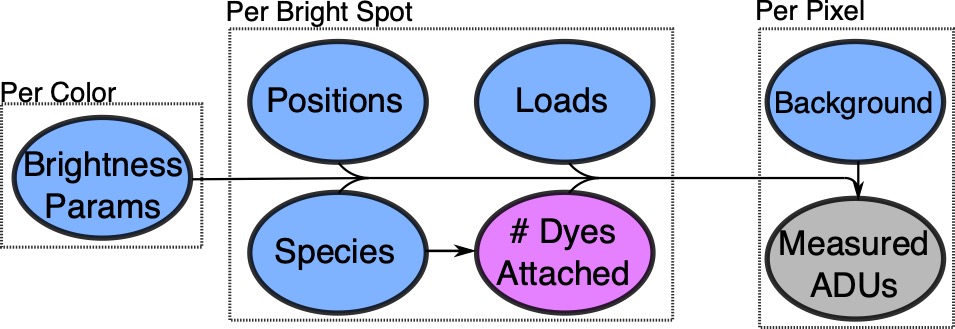 Per Color
Brightness
Params
Per Bright Spot
Positions
Loads
Species
# Dyes
Attached
Per Pixel
Background
Measured
ADUs